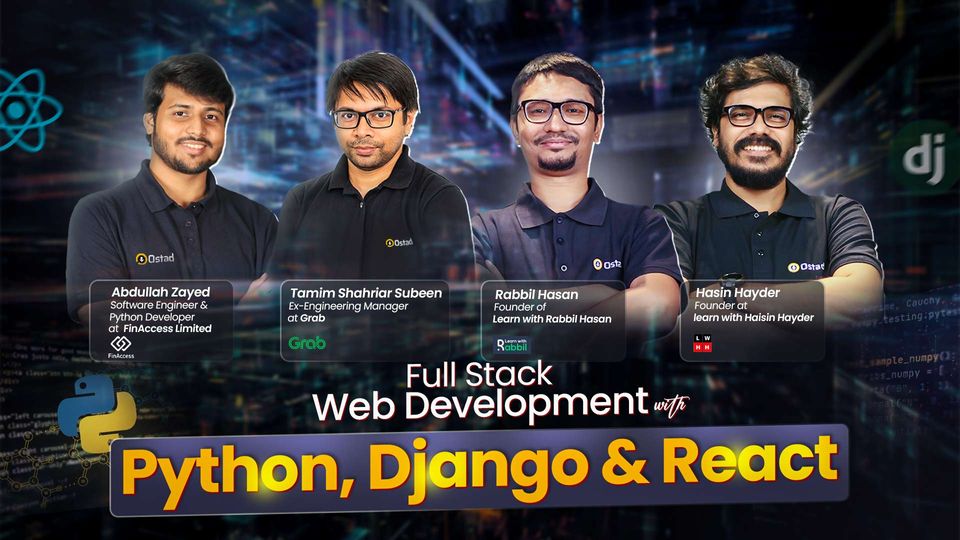 dj
Ostad
Ostad
Ostad
Ostad
Abdullah Zayed
Software Engineer &
Python Developer
at FinAccess Limited
FinAccess
Tamim Shahriar Subeen
Ex-Engineering Manager
at Grab
Grab
Rabbil Hasan
Founder of
Learn with Rabbil Hasan
Learn with
Rabbil
Hasin Hayder
Founder at
learn with Haisin Hayder
L W
H H
Full Stack
Web Development with
Python, Django & React